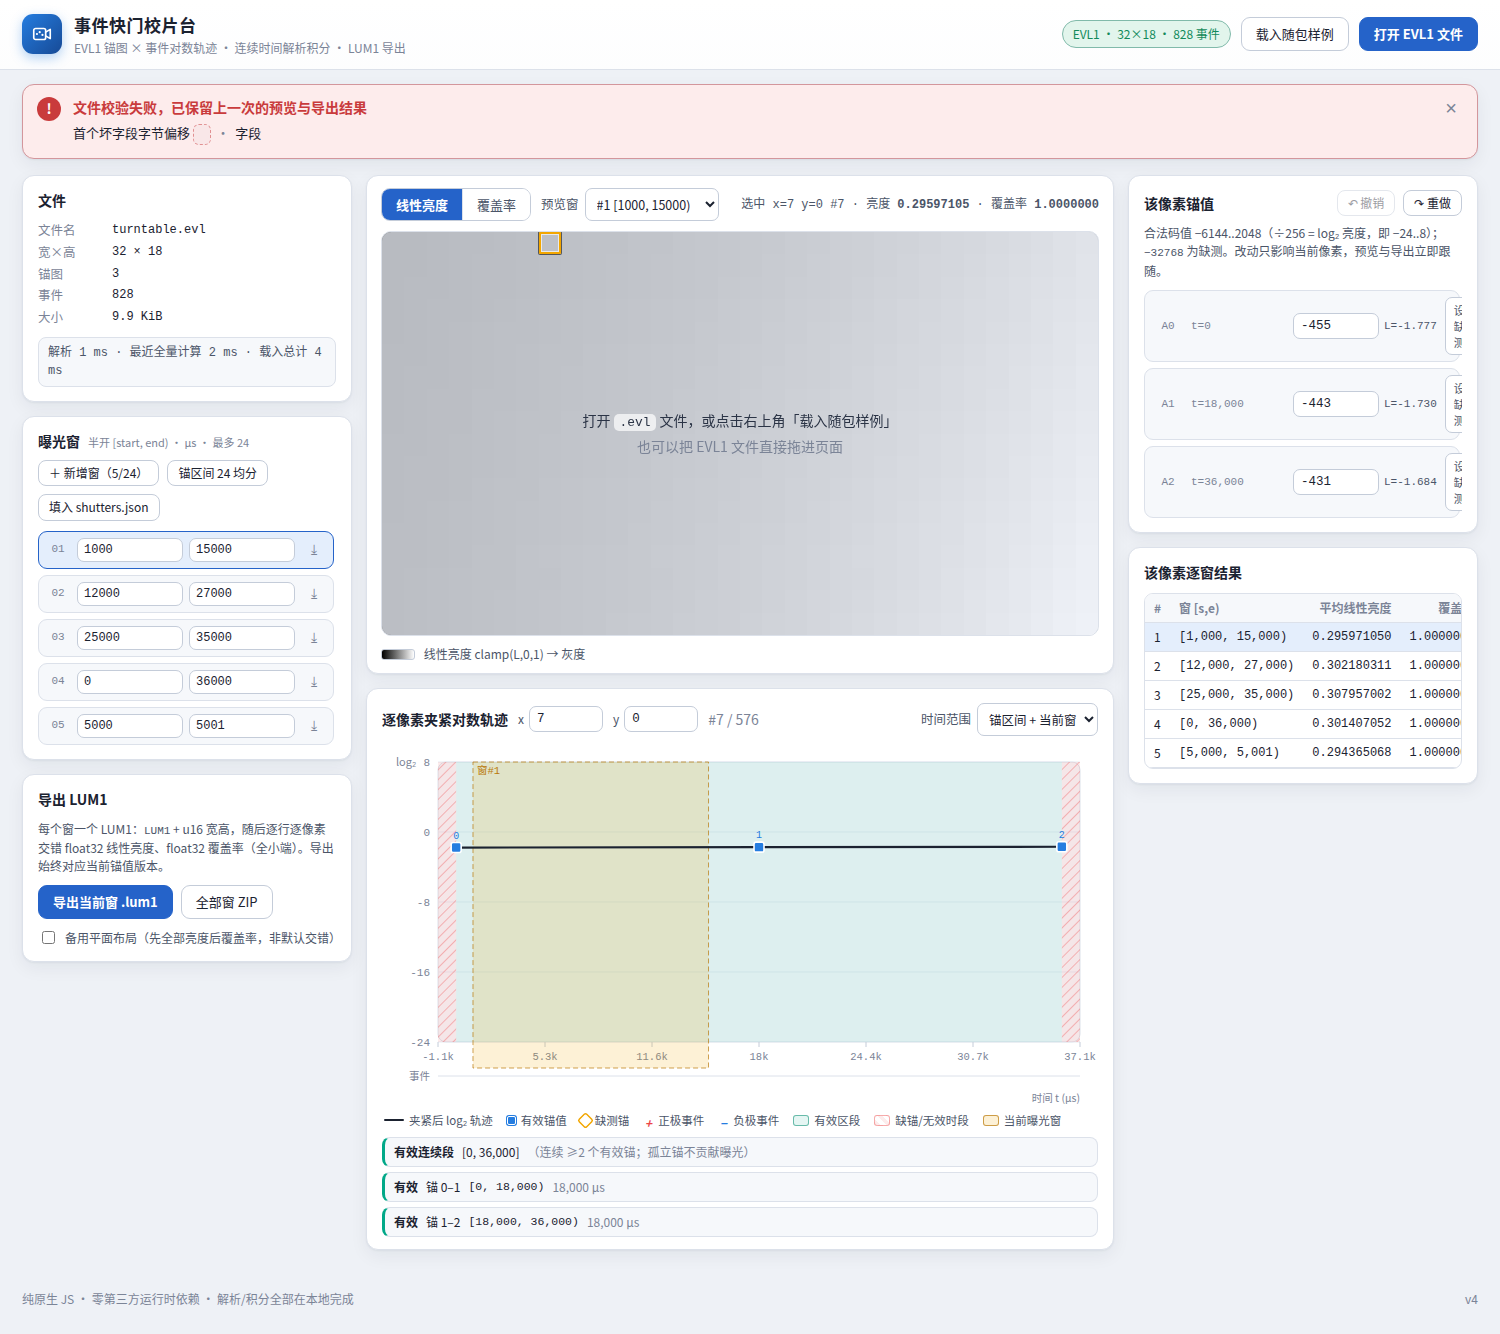 事件快门校片台
EVL1 锚图 × 事件对数轨迹 · 连续时间解析积分 · LUM1 导出
EVL1 · 32×18 · 828 事件
载入随包样例
打开 EVL1 文件
!
文件校验失败，已保留上一次的预览与导出结果
首个坏字段字节偏移 · 字段
×
文件
文件名 turntable.evl
宽×高 32 × 18
锚图 3
事件 828
大小 9.9 KiB
解析 1 ms · 最近全量计算 2 ms · 载入总计 4
ms
曝光窗 半开 [start, end) · μs · 最多 24
＋ 新增窗（5/24）
锚区间 24 均分
填入 shutters.json
01 1000 15000 ⤓
02 12000 27000 ⤓
03 25000 35000 ⤓
04 0 36000 ⤓
05 5000 5001 ⤓
导出 LUM1
每个窗一个 LUM1：LUM1 + u16 宽高，随后逐行逐像素
交错 float32 线性亮度、float32 覆盖率（全小端）。导出
始终对应当前锚值版本。
导出当前窗 .lum1
全部窗 ZIP
备用平面布局（先全部亮度后覆盖率，非默认交错）
线性亮度 覆盖率 预览窗 #1 [1000, 15000) 选中 x=7 y=0 #7 · 亮度 0.29597105 · 覆盖率 1.0000000
打开 .evl 文件，或点击右上角「载入随包样例」
也可以把 EVL1 文件直接拖进页面
线性亮度 clamp(L,0,1) → 灰度
逐像素夹紧对数轨迹 x 7 y 0 #7 / 576 时间范围 锚区间 + 当前窗
log₂ 8
窗#1
0
0 1 2
-8
-16
-24
-1.1k 5.3k 11.6k 18k 24.4k 30.7k 37.1k
事件
时间 t (μs)
夹紧后 log₂ 轨迹 有效锚值 缺测锚 + 正极事件 − 负极事件 有效区段 缺锚/无效时段 当前曝光窗
有效连续段 [0, 36,000] （连续 ≥2 个有效锚；孤立锚不贡献曝光）
有效 锚 0–1 [0, 18,000) 18,000 μs
有效 锚 1–2 [18,000, 36,000) 18,000 μs
该像素锚值 ↶ 撤销 ↷ 重做
合法码值 −6144..2048（÷256 = log₂ 亮度，即 −24..8）；
−32768 为缺测。改动只影响当前像素，预览与导出立即跟
随。
A0 t=0 -455 L=-1.777 设缺测
A1 t=18,000 -443 L=-1.730 设缺测
A2 t=36,000 -431 L=-1.684 设缺测
该像素逐窗结果
# 窗 [s,e) 平均线性亮度 覆盖
1 [1,000, 15,000) 0.295971050 1.00000
2 [12,000, 27,000) 0.302180311 1.00000
3 [25,000, 35,000) 0.307957002 1.00000
4 [0, 36,000) 0.301407052 1.00000
5 [5,000, 5,001) 0.294365068 1.00000
纯原生 JS · 零第三方运行时依赖 · 解析/积分全部在本地完成
v4